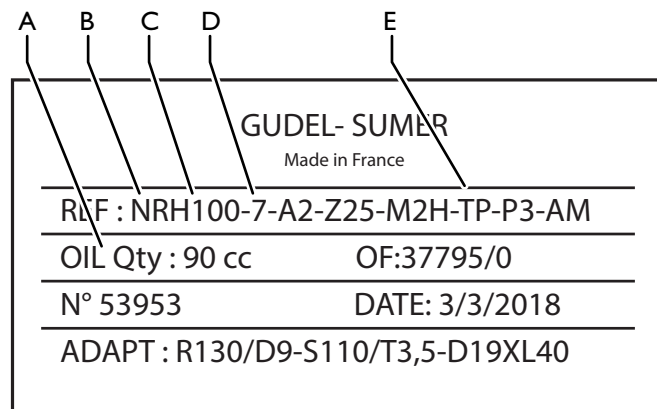 A B C D E
GUDEL- SUMER
Made in France
REF : NRH100-7-A2-Z25-M2H-TP-P3-AM
OIL Qty : 90 cc OF:37795/0
N° 53953 DATE: 3/3/2018
ADAPT : R130/D9-S110/T3,5-D19XL40